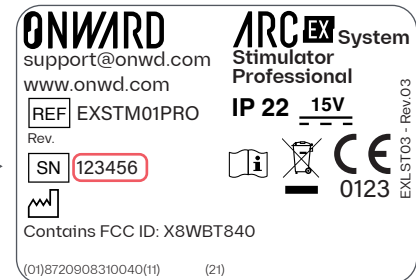 ONWARD
support@onwd.com
www.onwd.com
REF EXSTM01PRO
Rev.
SN 123456
Contains FCC ID: X8WBT840
(01)8720908310040(11) (21)
ARC EX System
Stimulator
Professional
IP 22 15V
i
CE
0123
EXLST03 - Rev.03